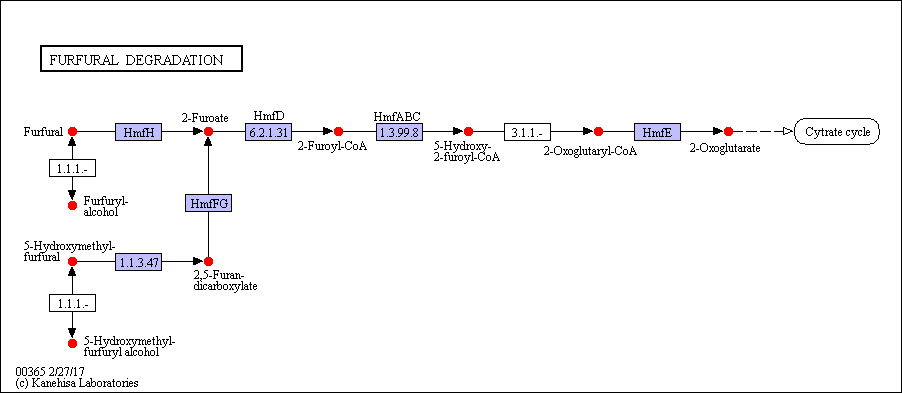 FURFURAL DEGRADATION
Furfural
HmfH
2-Furoate
HmfD
6.2.1.31
2-Furoyl-CoA
HmfABC
1.3.99.8
5-Hydroxy-
2-furoyl-CoA
3.1.1.-
2-Oxoglutaryl-CoA
HmfE
2-Oxoglutarate
Cytrate cycle
1.1.1.-
Furfuryl-
alcohol
HmfFG
5-Hydroxymethyl-
furfural
1.1.3.47
2,5-Furan-
dicarboxylate
1.1.1.-
5-Hydroxymethyl-
furfuryl alcohol
00365 2/27/17
(c) Kanehisa Laboratories